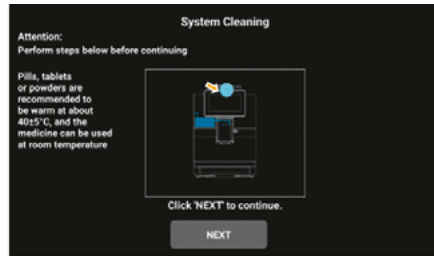 System Cleaning
Attention:
Perform steps below before continuing
Pills, tablets
or powders are
recommended to
be warm at about
40±5°C, and the
medicine can be used
at room temperature
Click 'NEXT' to continue.
NEXT